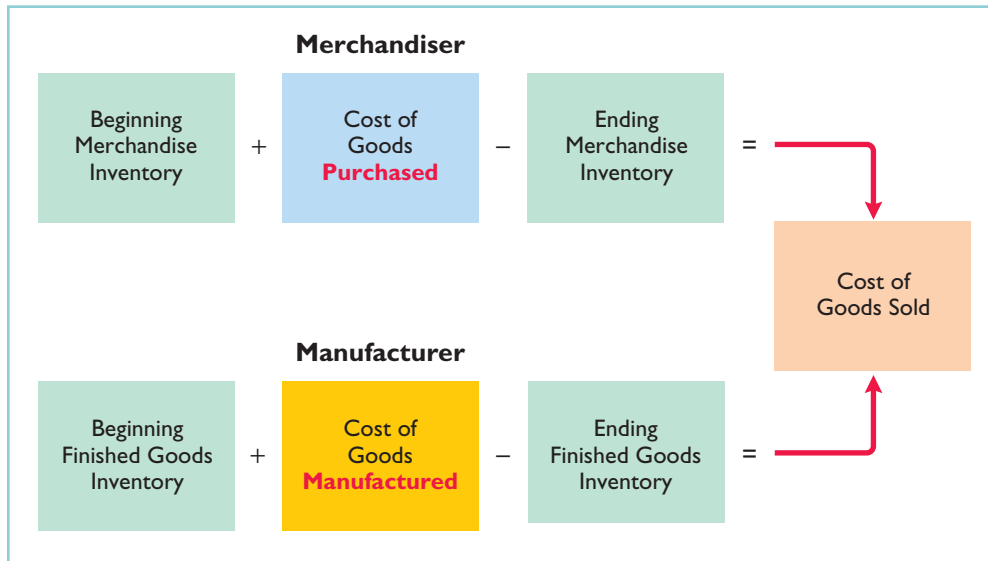 Merchandiser
Beginning
Merchandise
Inventory
+
Cost of
Goods
Purchased
–
Ending
Merchandise
Inventory
=
Cost of
Goods Sold
Manufacturer
Beginning
Finished Goods
Inventory
+
Cost of
Goods
Manufactured
–
Ending
Finished Goods
Inventory
=